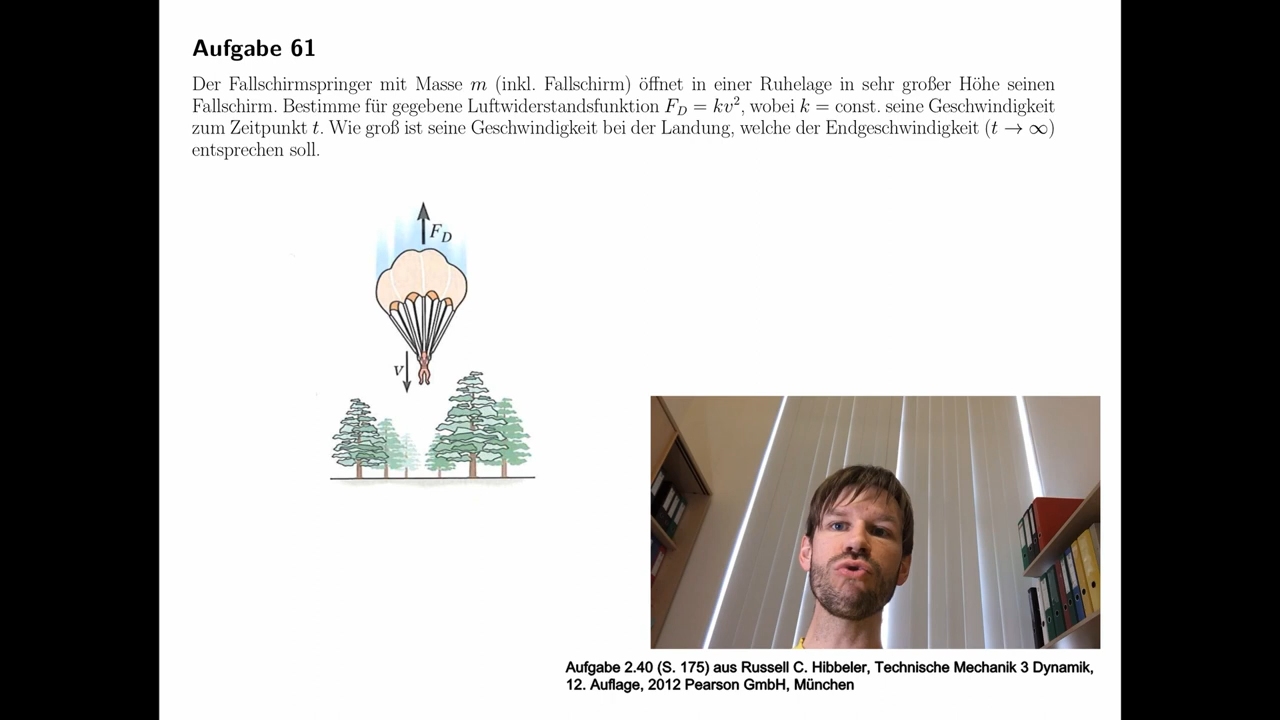 Aufgabe 61
Der Fallschirmspringer mit Masse m (inkl. Fallschirm) öffnet in einer Ruhelage in sehr großer Höhe seinen
Fallschirm. Bestimme für gegebene Luftwiderstandsfunktion F_D = kv², wobei k = const. seine Geschwindigkeit
zum Zeitpunkt t. Wie groß ist seine Geschwindigkeit bei der Landung, welche der Endgeschwindigkeit (t → ∞)
entsprechen soll.
F_D
v
Aufgabe 2.40 (S. 175) aus Russell C. Hibbeler, Technische Mechanik 3 Dynamik,
12. Auflage, 2012 Pearson GmbH, München